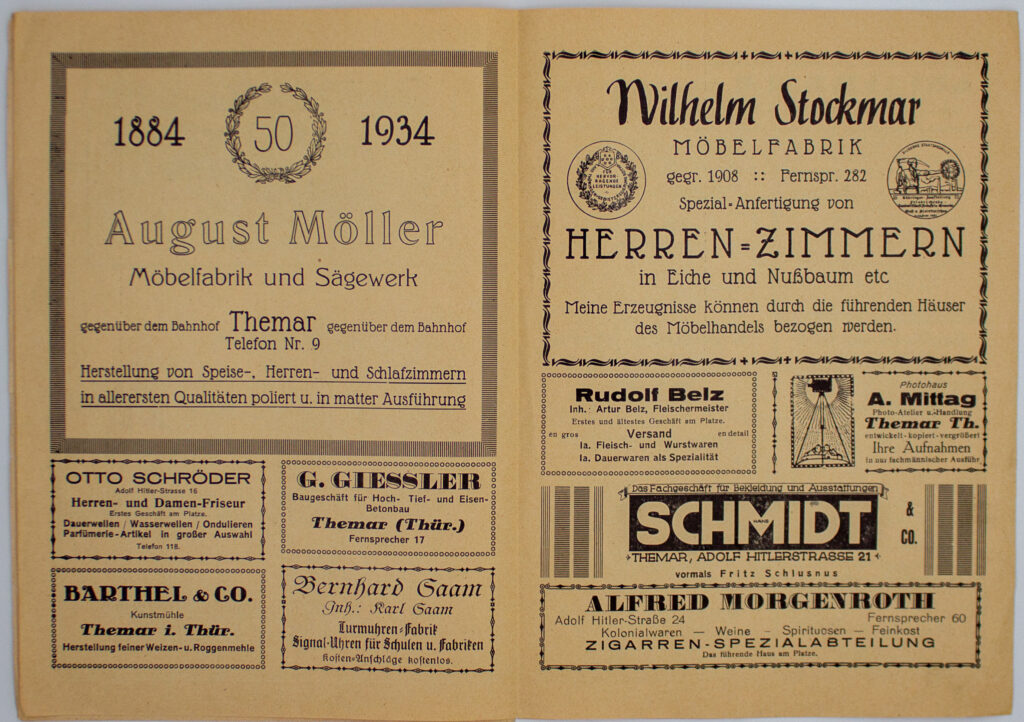 1884 50 1934
August Möller
Möbelfabrik und Sägewerk
gegenüber dem Bahnhof Themar gegenüber dem Bahnhof
Telefon Nr. 9
Herstellung von Speise-, Herren- und Schlafzimmern
in allerersten Qualitäten poliert u. in matter Ausführung
OTTO SCHRÖDER
Adolf Hitler-Strasse 16
Herren- und Damen-Friseur
Erstes Geschäft am Platze.
Dauerwellen / Wasserwellen / Ondulieren
Parfümerie-Artikel in großer Auswahl
Telefon 118.
G. GIESSLER
Baugeschäft für Hoch- Tief- und Eisen-
Betonbau
Themar (Thür.)
Fernsprecher 17
BARTHEL & CO.
Kunstmühle
Themar i. Thür.
Herstellung feiner Weizen- u. Roggenmehle
Bernhard Saam
Inh.: Karl Saam
Turmuhren-Fabrik
Signal-Uhren für Schulen u. Fabriken
Kosten-Anschläge kostenlos.
Wilhelm Stockmar
MÖBELFABRIK
gegr. 1908 :: Fernspr. 282
FÜR HERVOR-
RAGENDE
LEISTUNGEN
Spezial-Anfertigung von
HERREN-ZIMMERN
in Eiche und Nußbaum etc
Meine Erzeugnisse können durch die führenden Häuser
des Möbelhandels bezogen werden.
Rudolf Belz
Inh.: Artur Belz, Fleischermeister
Erstes und ältestes Geschäft am Platze.
en gros Versand en detail
Ia. Fleisch- und Wurstwaren
Ia. Dauerwaren als Spezialität
Photohaus
A. Mittag
Photo-Atelier u.-Handlung
Themar Th.
entwickelt-kopiert-vergrößert
Ihre Aufnahmen
in nur fachmännischer Ausführ
Das Fachgeschäft für Bekleidung und Ausstattungen
SCHMIDT
HANS
& CO.
THEMAR, ADOLF HITLERSTRASSE 21
vormals Fritz Schlusnus
ALFRED MORGENROTH
Adolf Hitler-Straße 24 Fernsprecher 60
Kolonialwaren — Weine - Spirituosen — Feinkost
ZIGARREN-SPEZIALABTEILUNG
Das führende Haus am Platze.